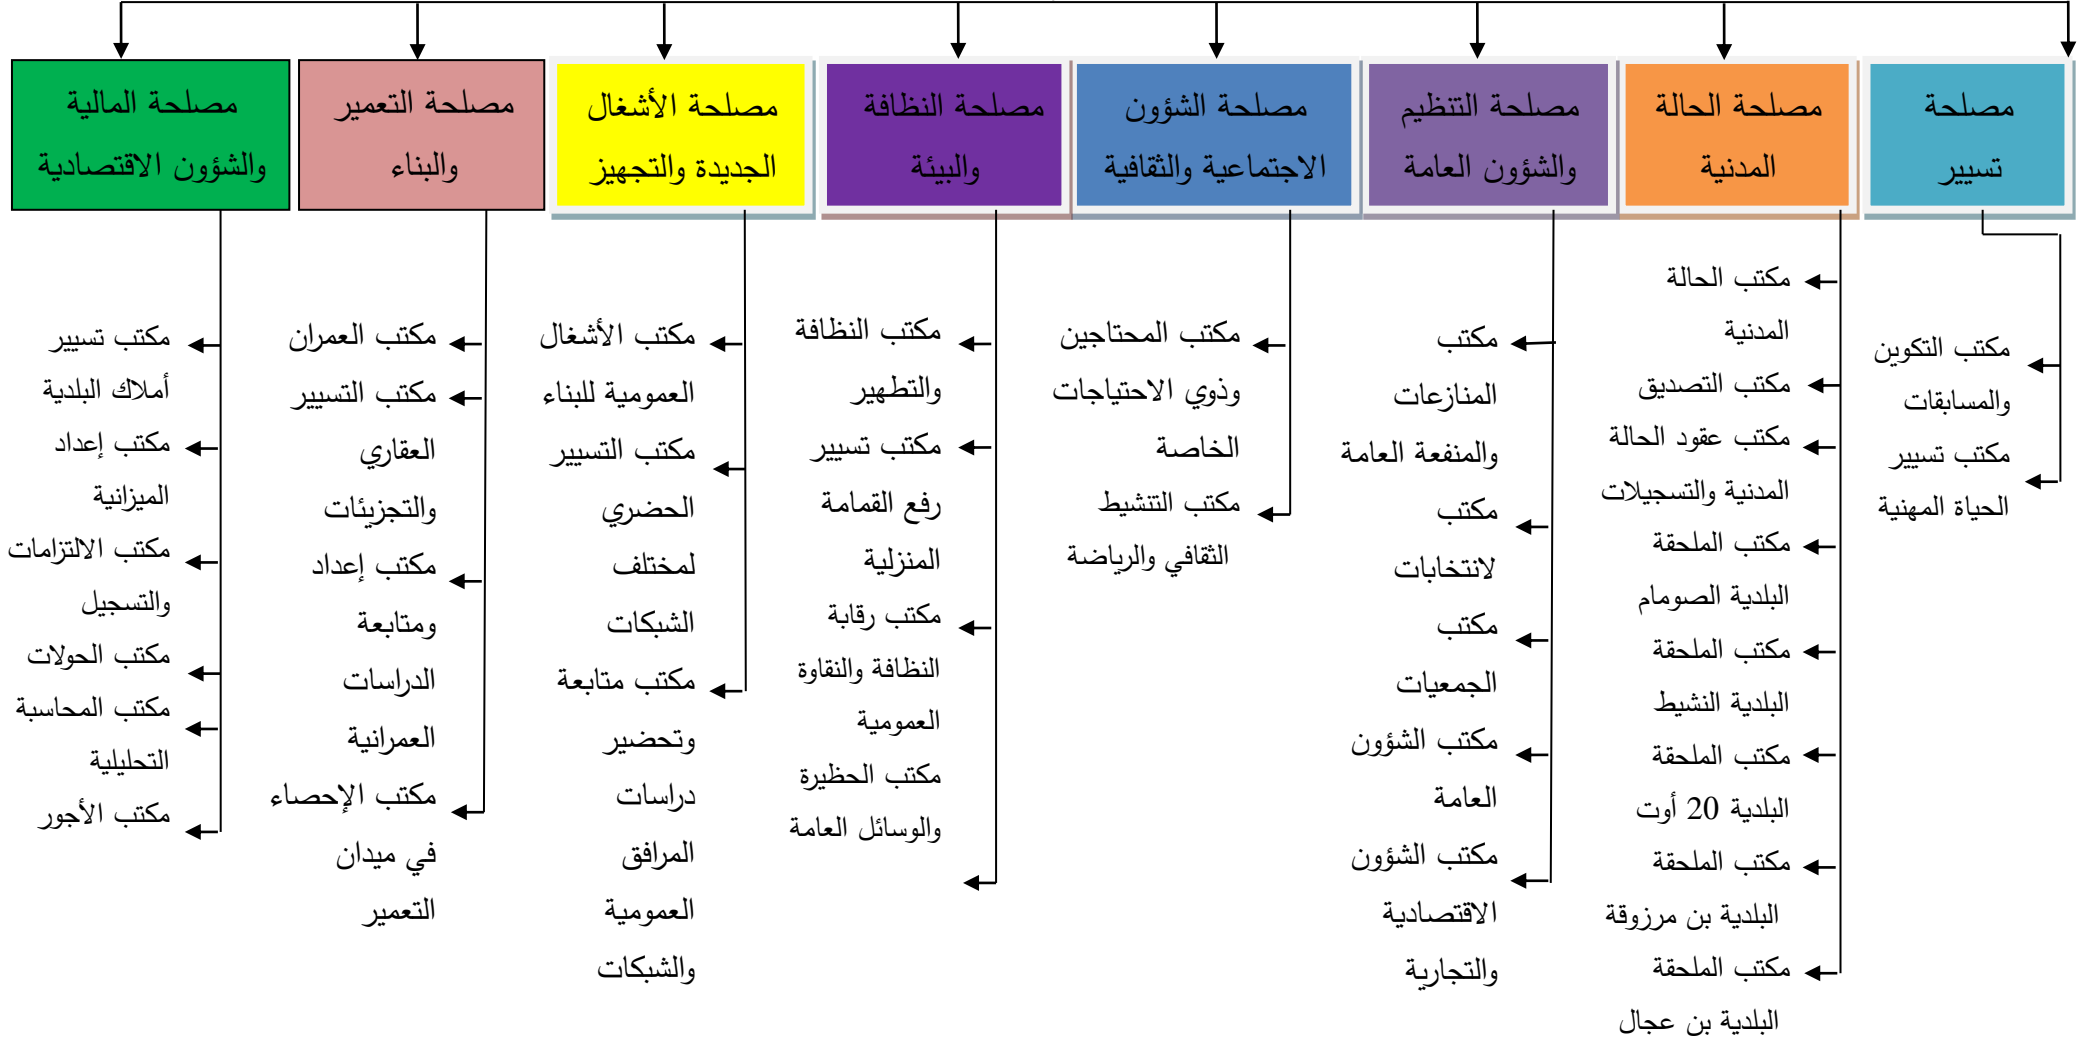 مصلحة
تسيير
مصلحة الحالة
المدنية
مصلحة التنظيم
والشؤون العامة
مصلحة الشؤون
الاجتماعية والثقافية
مصلحة النظافة
والبيئة
مصلحة الأشغال
الجديدة والتجهيز
مصلحة التعمير
والبناء
مصلحة المالية
والشؤون الاقتصادية
مكتب التكوين
والمسابقات
مكتب تسيير
الحياة المهنية
مكتب الحالة
المدنية
مكتب التصديق
مكتب عقود الحالة
المدنية والتسجيلات
مكتب الملحقة
البلدية الصومام
مكتب الملحقة
البلدية النشيط
مكتب الملحقة
البلدية 20 أوت
مكتب الملحقة
البلدية بن مرزوقة
مكتب الملحقة
البلدية بن عجال
مكتب
المنازعات
والمنفعة العامة
مكتب
لانتخابات
مكتب
الجمعيات
مكتب الشؤون
العامة
مكتب الشؤون
الاقتصادية
والتجارية
مكتب المحتاجين
وذوي الاحتياجات
الخاصة
مكتب التنشيط
الثقافي والرياضة
مكتب النظافة
والتطهير
مكتب تسيير
رفع القمامة
المنزلية
مكتب رقابة
النظافة والنقاوة
العمومية
مكتب الحظيرة
والوسائل العامة
مكتب الأشغال
العمومية للبناء
مكتب التسيير
الحضري
لمختلف
الشبكات
مكتب متابعة
وتحضير
دراسات
المرافق
العمومية
والشبكات
مكتب العمران
مكتب التسيير
العقاري
والتجزيئات
مكتب إعداد
ومتابعة
الدراسات
العمرانية
مكتب الإحصاء
في ميدان
التعمير
مكتب تسيير
أملاك البلدية
مكتب إعداد
الميزانية
مكتب الالتزامات
والتسجيل
مكتب الحولات
مكتب المحاسبة
التحليلية
مكتب الأجور